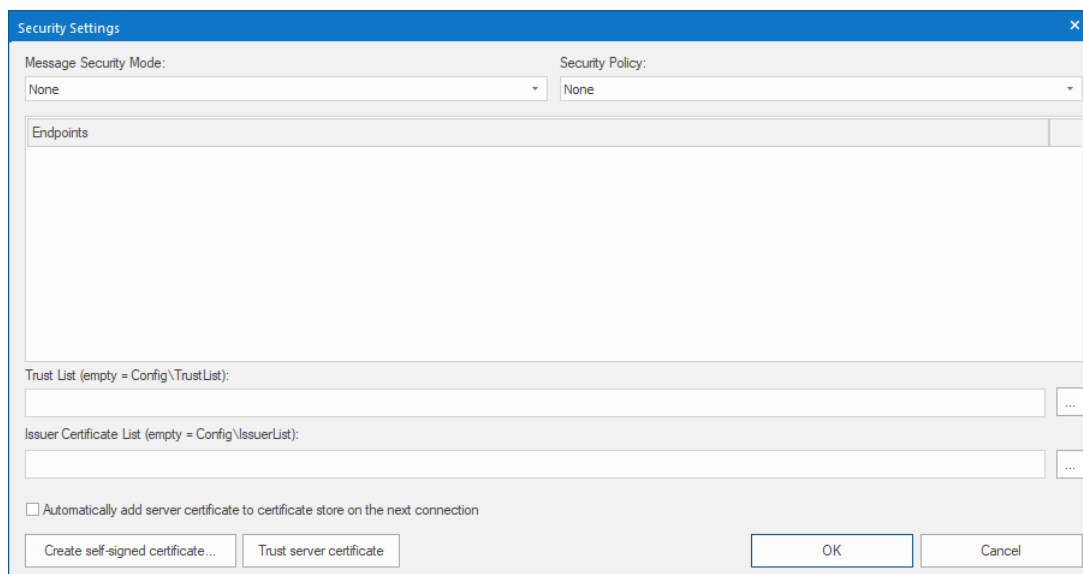 Security Settings
Message Security Mode:
Security Policy:
None
None
Endpoints
Trust List (empty = Config\TrustList):
...
Issuer Certificate List (empty = Config\IssuerList):
...
Automatically add server certificate to certificate store on the next connection
Create self-signed certificate...
Trust server certificate
OK
Cancel